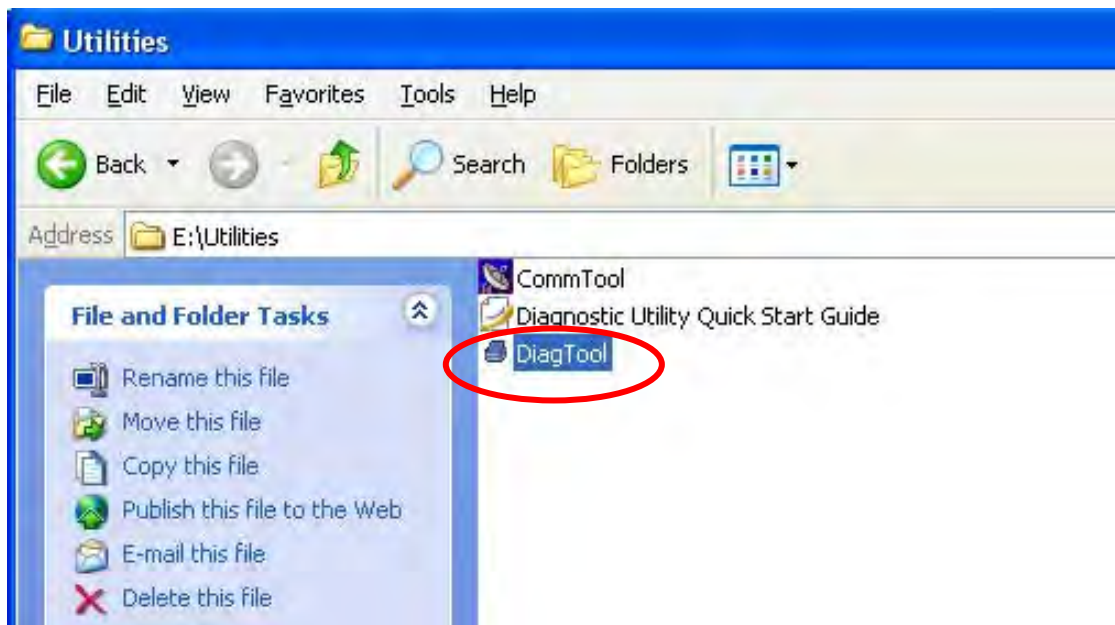 Utilities
File Edit View Favorites Tools Help
Back Search Folders
Address E:\Utilities
CommTool
Diagnostic Utility Quick Start Guide
DiagTool
File and Folder Tasks
Rename this file
Move this file
Copy this file
Publish this file to the Web
E-mail this file
Delete this file